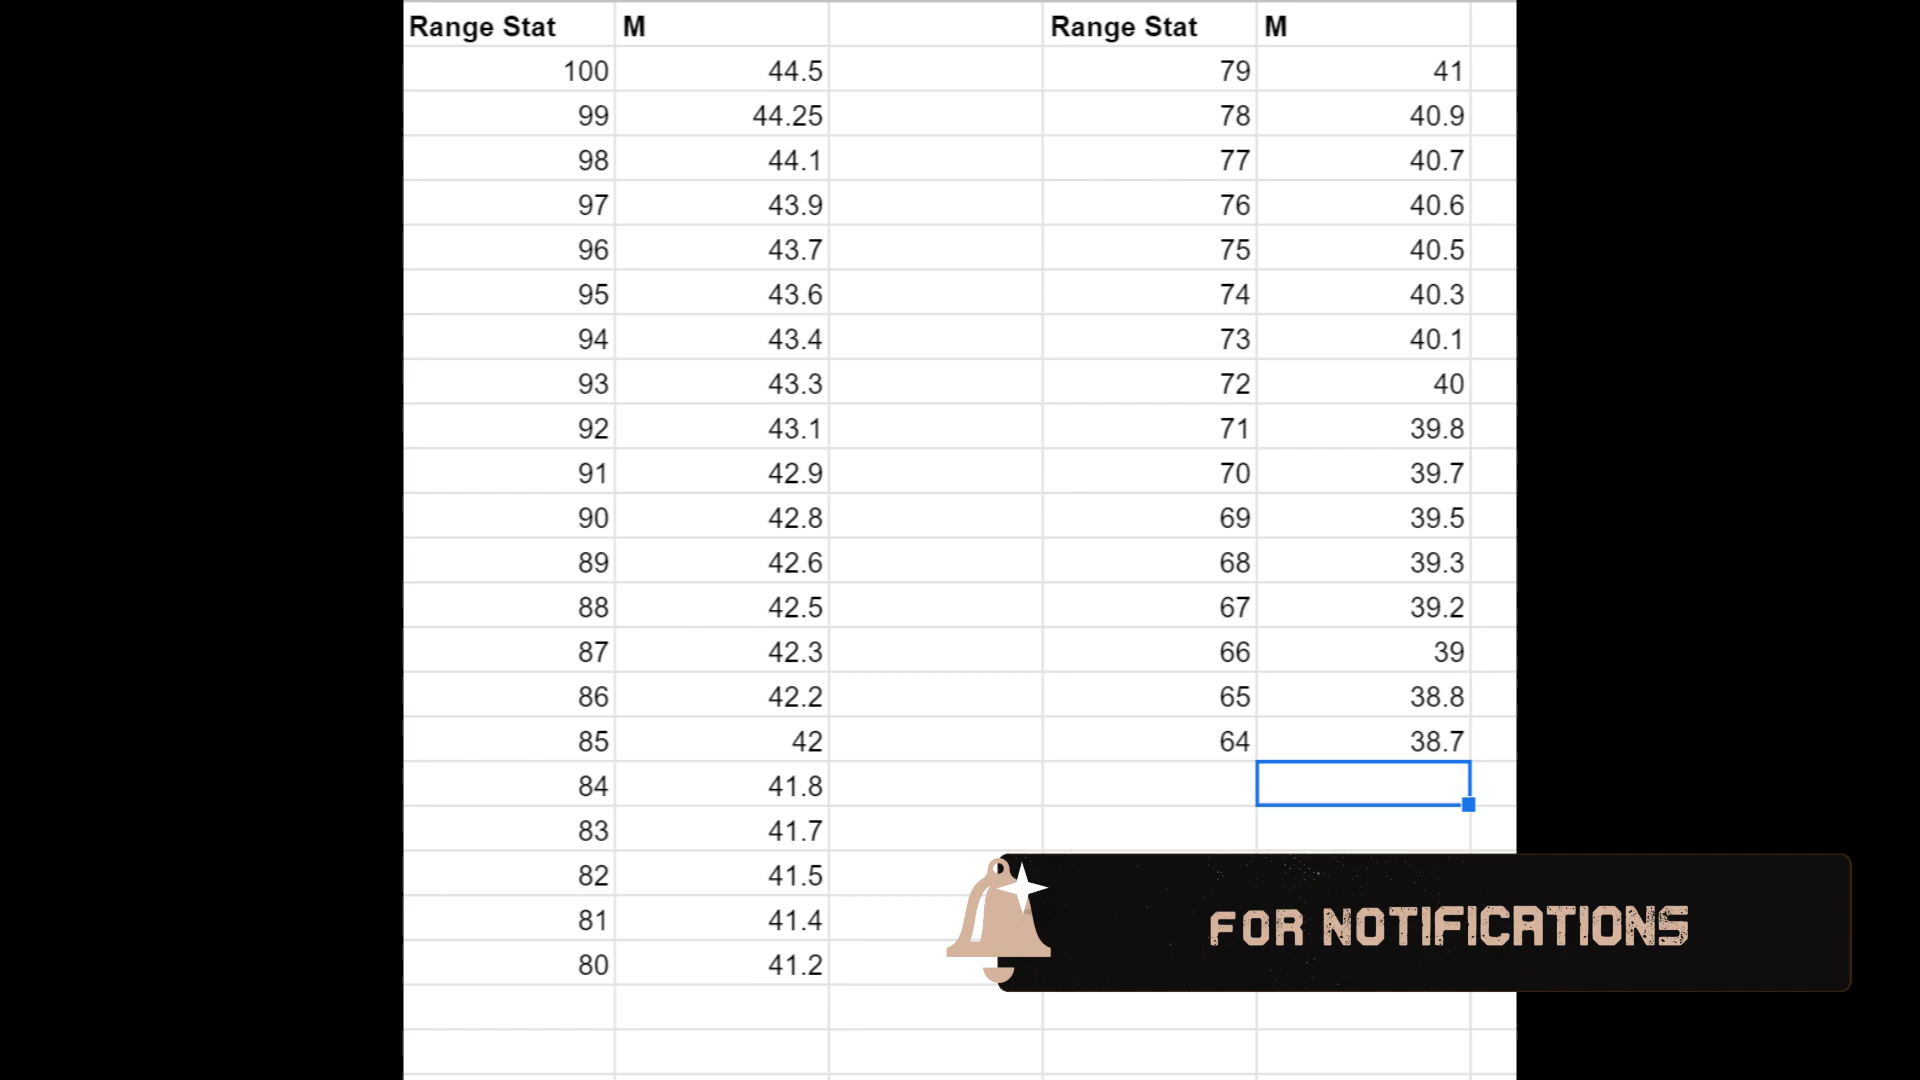 Range Stat M Range Stat M
100 44.5 79 41
99 44.25 78 40.9
98 44.1 77 40.7
97 43.9 76 40.6
96 43.7 75 40.5
95 43.6 74 40.3
94 43.4 73 40.1
93 43.3 72 40
92 43.1 71 39.8
91 42.9 70 39.7
90 42.8 69 39.5
89 42.6 68 39.3
88 42.5 67 39.2
87 42.3 66 39
86 42.2 65 38.8
85 42 64 38.7
84 41.8
83 41.7
82 41.5
81 41.4
80 41.2
FOR NOTIFICATIONS